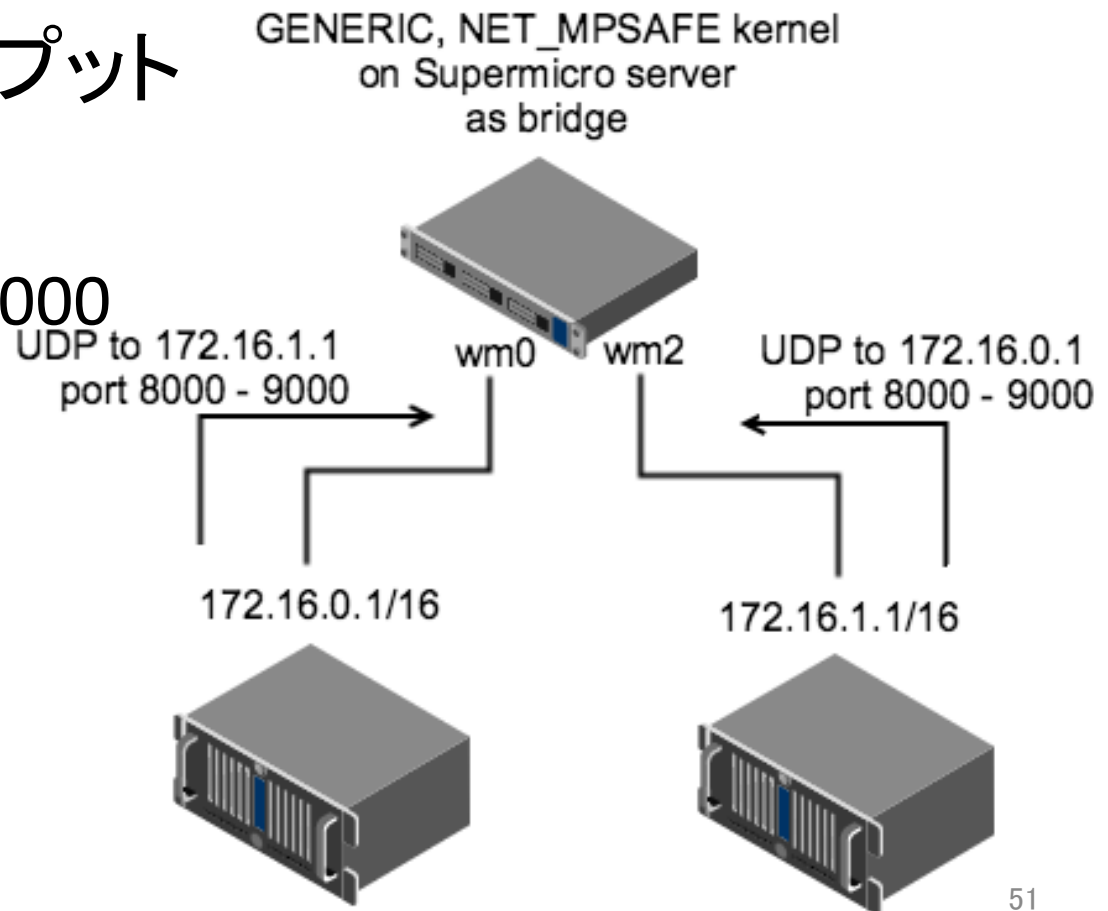 プット
GENERIC, NET_MPSAFE kernel
on Supermicro server
as bridge
000
UDP to 172.16.1.1
port 8000 - 9000
wm0
wm2
UDP to 172.16.0.1
port 8000 - 9000
172.16.0.1/16
172.16.1.1/16
51